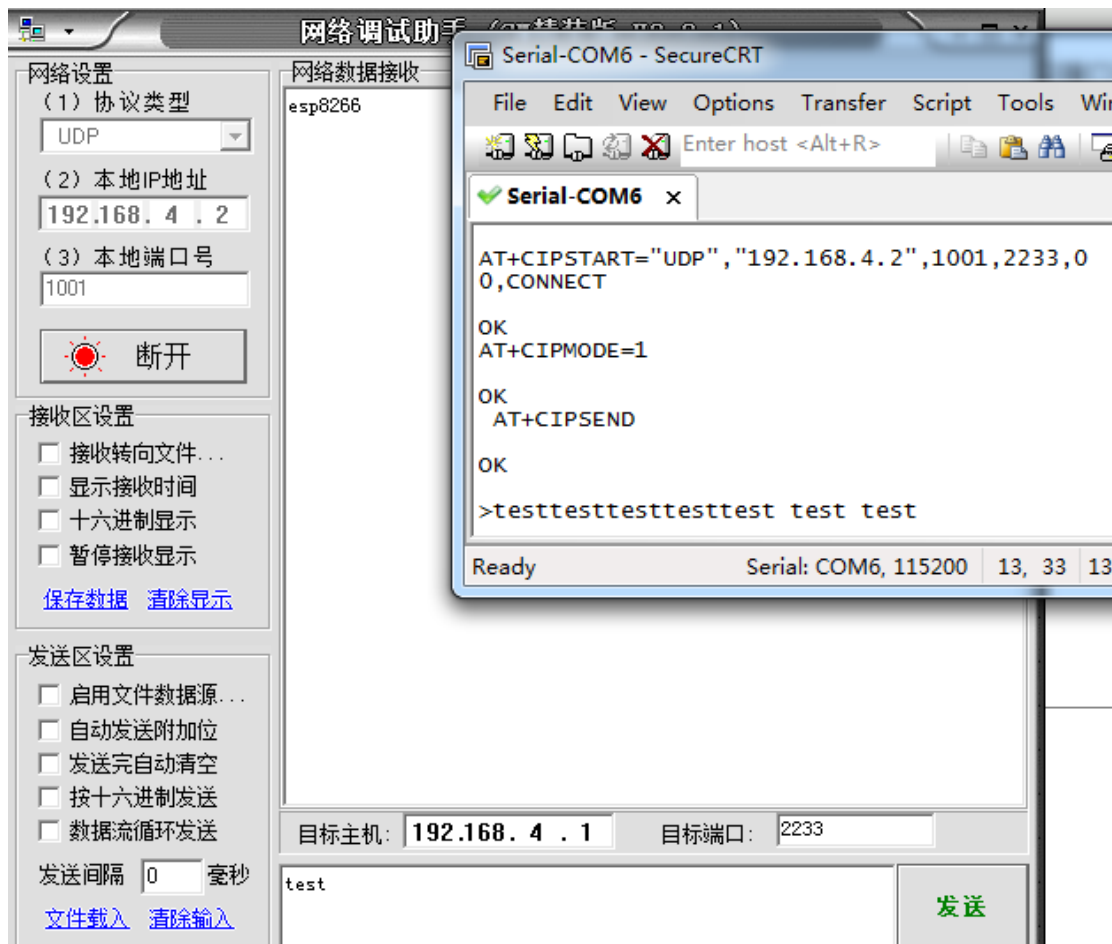 网络调试助手
网络设置
(1) 协议类型
UDP
(2) 本地IP地址
192.168. 4 . 2
(3) 本地端口号
1001
断开
接收区设置
接收转向文件...
显示接收时间
十六进制显示
暂停接收显示
保存数据 清除显示
发送区设置
启用文件数据源...
自动发送附加位
发送完自动清空
按十六进制发送
数据流循环发送
发送间隔 0 毫秒
文件载入 清除输入
网络数据接收
esp8266
目标主机: 192.168. 4 . 1 目标端口: 2233
test
发送
Serial-COM6 - SecureCRT
File Edit View Options Transfer Script Tools
Enter host <Alt+R>
Serial-COM6 x
AT+CIPSTART="UDP","192.168.4.2",1001,2233,0
0,CONNECT
OK
AT+CIPMODE=1
OK
AT+CIPSEND
OK
>testtesttesttesttest test test
Ready Serial: COM6, 115200 13, 33 13